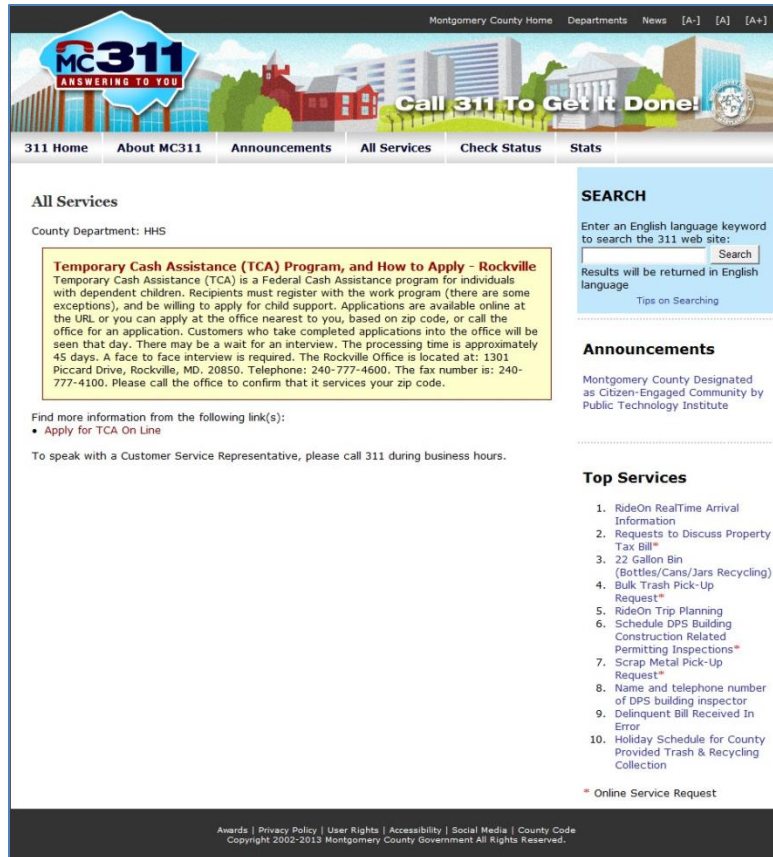 Montgomery County Home Departments News [A-] [A] [A+]
MC311
ANSWERING TO YOU
Call 311 To Get It Done!
311 Home About MC311 Announcements All Services Check Status Stats
All Services
County Department: HHS
Temporary Cash Assistance (TCA) Program, and How to Apply - Rockville
Temporary Cash Assistance (TCA) is a Federal Cash Assistance program for individuals
with dependent children. Recipients must register with the work program (there are some
exceptions), and be willing to apply for child support. Applications are available online at
the URL or you can apply at the office nearest to you, based on zip code, or call the
office for an application. Customers who take completed applications into the office will be
seen that day. There may be a wait for an interview. The processing time is approximately
45 days. A face to face interview is required. The Rockville Office is located at: 1301
Piccard Drive, Rockville, MD. 20850. Telephone: 240-777-4600. The fax number is: 240-
777-4100. Please call the office to confirm that it services your zip code.
Find more information from the following link(s):
• Apply for TCA On Line
To speak with a Customer Service Representative, please call 311 during business hours.
SEARCH
Enter an English language keyword
to search the 311 web site:
Search
Results will be returned in English
language
Tips on Searching
Announcements
Montgomery County Designated
as Citizen-Engaged Community by
Public Technology Institute
Top Services
1. RideOn RealTime Arrival
Information
2. Requests to Discuss Property
Tax Bill*
3. 22 Gallon Bin
(Bottles/Cans/Jars Recycling)
4. Bulk Trash Pick-Up
Request*
5. RideOn Trip Planning
6. Schedule DPS Building
Construction Related
Permitting Inspections*
7. Scrap Metal Pick-Up
Request*
8. Name and telephone number
of DPS building inspector
9. Delinquent Bill Received In
Error
10. Holiday Schedule for County
Provided Trash & Recycling
Collection
* Online Service Request
Awards | Privacy Policy | User Rights | Accessibility | Social Media | County Code
Copyright 2002-2013 Montgomery County Government All Rights Reserved.